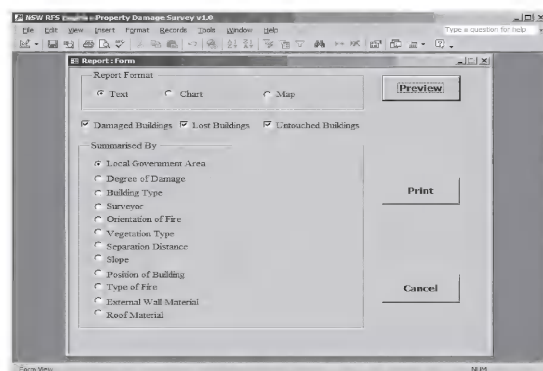 NSW RFS Property Damage Survey v1.0
File Edit View Insert Format Records Tools Window Help Type a question for help
Report : Form
Report Format
Text Chart Map
Preview
Damaged Buildings Lost Buildings Untouched Buildings
Summarised By
Local Government Area
Degree of Damage
Building Type
Print
Surveyor
Orientation of Fire
Vegetation Type
Separation Distance
Slope
Position of Building
Type of Fire
Cancel
External Wall Material
Roof Material
Form View NUM